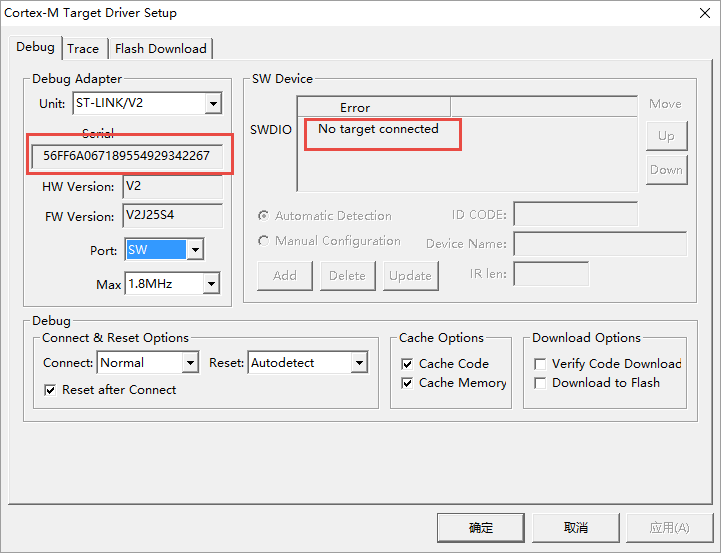 Cortex-M Target Driver Setup
Debug
Trace
Flash Download
Debug Adapter
Unit:
ST-LINK/V2
Serial
56FF6A067189554929342267
HW Version:
V2
FW Version:
V2J25S4
Port:
SW
Max
1.8MHz
SW Device
Error
SWDIO
No target connected
Move
Up
Down
Automatic Detection
Manual Configuration
ID CODE:
Device Name:
Add
Delete
Update
IR len:
Debug
Connect & Reset Options
Connect:
Normal
Reset:
Autodetect
Reset after Connect
Cache Options
Cache Code
Cache Memory
Download Options
Verify Code Download
Download to Flash
确定
取消
应用(A)